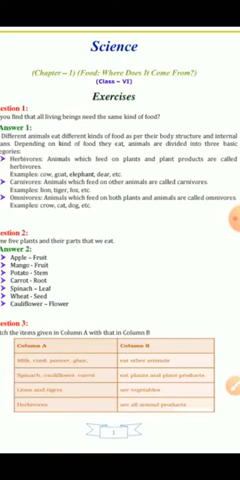 Science
(Chapter – 1) (Food: Where Does It Come From?)
(Class – VI)
Exercises
estion 1:
you find that all living beings need the same kind of food?
Answer 1:
Different animals eat different kinds of food as per their body structure and internal
ans. Depending on kind of food they eat, animals are divided into three basic
egories:
Herbivores: Animals which feed on plants and plant products are called
herbivores.
Examples: cow, goat, elephant, dear, etc.
Carnivores: Animals which feed on other animals are called carnivores.
Examples: lion, tiger, fox, etc.
Omnivores: Animals which feed on both plants and animals are called omnivores.
Examples: crow, cat, dog, etc.
estion 2:
me five plants and their parts that we eat.
Answer 2:
Apple – Fruit
Mango – Fruit
Potato - Stem
Carrot - Root
Spinach – Leaf
Wheat - Seed
Cauliflower – Flower
estion 3:
tch the items given in Column A with that in Column B
Column A Column B
Milk, curd, paneer, ghee, eat other animals
Spinach, cauliflower, carrot eat plants and plant products
Lions and tigers are vegetables
Herbivores are all animal products
1